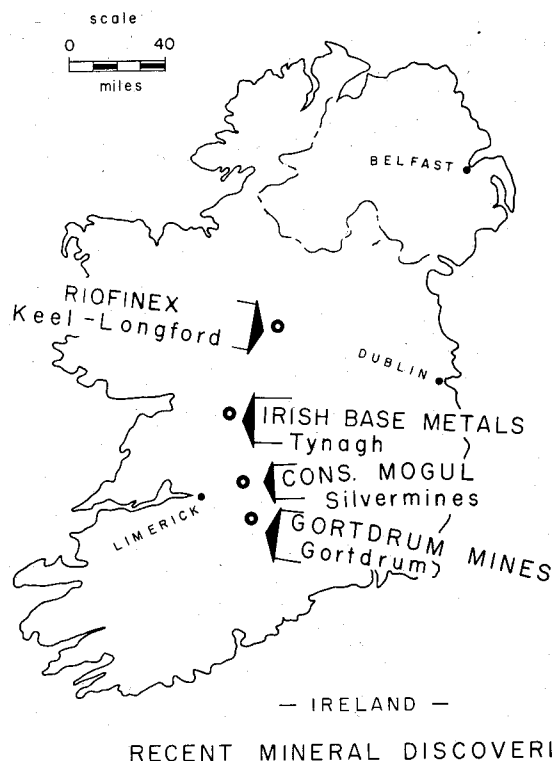 scale
0 40
miles
BELFAST
RIOFINEX
Keel-Longford
DUBLIN
IRISH BASE METALS
Tynagh
CONS. MOGUL
Silvermines
LIMERICK
GORTDRUM MINES
Gortdrum
— IRELAND —
RECENT MINERAL DISCOVERI